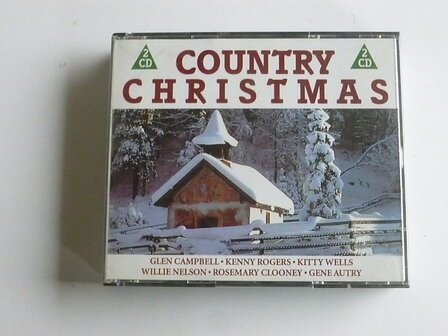 2
CD
COUNTRY
2
CD
CHRISTMAS
GLEN CAMPBELL • KENNY ROGERS • KITTY WELLS
WILLIE NELSON • ROSEMARY CLOONEY • GENE AUTRY